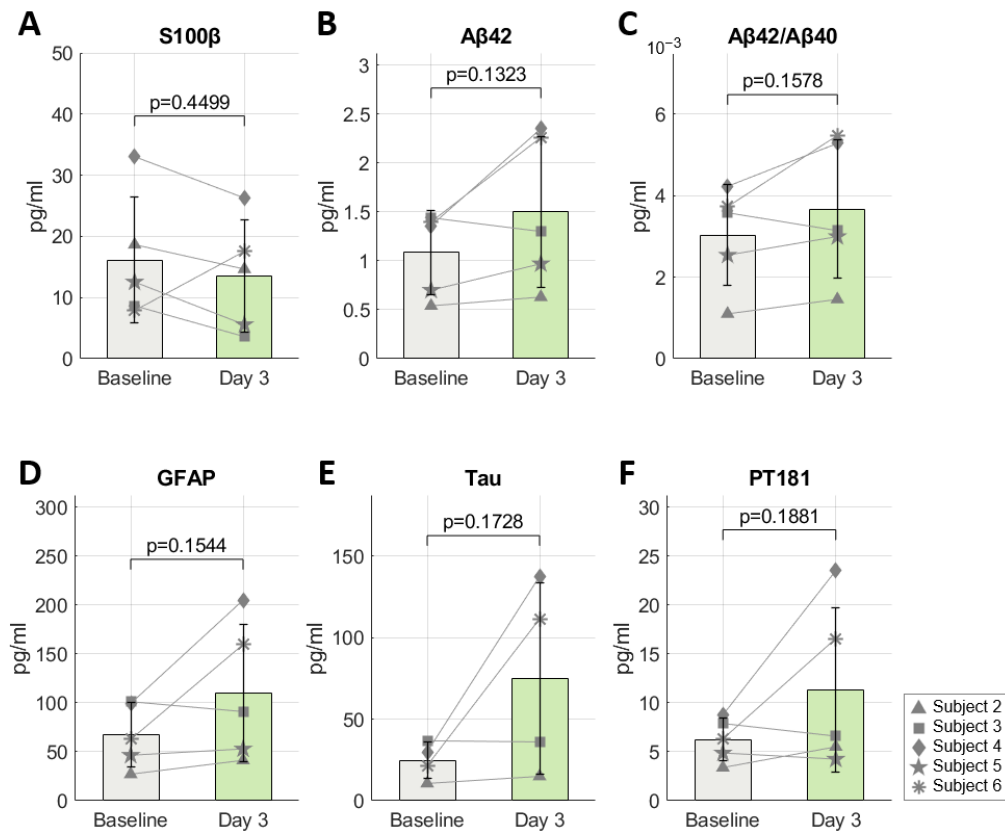 A
S100β
50
40
30
20
10
0
pg/ml
p=0.4499
Baseline Day 3
B
Aβ42
3
2.5
2
1.5
1
0.5
0
pg/ml
p=0.1323
Baseline Day 3
C
Aβ42/Aβ40
10⁻³
6
4
2
0
pg/ml
p=0.1578
Baseline Day 3
D
GFAP
300
250
200
150
100
50
0
pg/ml
p=0.1544
Baseline Day 3
E
Tau
150
100
50
0
pg/ml
p=0.1728
Baseline Day 3
F
PT181
30
25
20
15
10
5
0
pg/ml
p=0.1881
Baseline Day 3
Subject 2
Subject 3
Subject 4
Subject 5
Subject 6